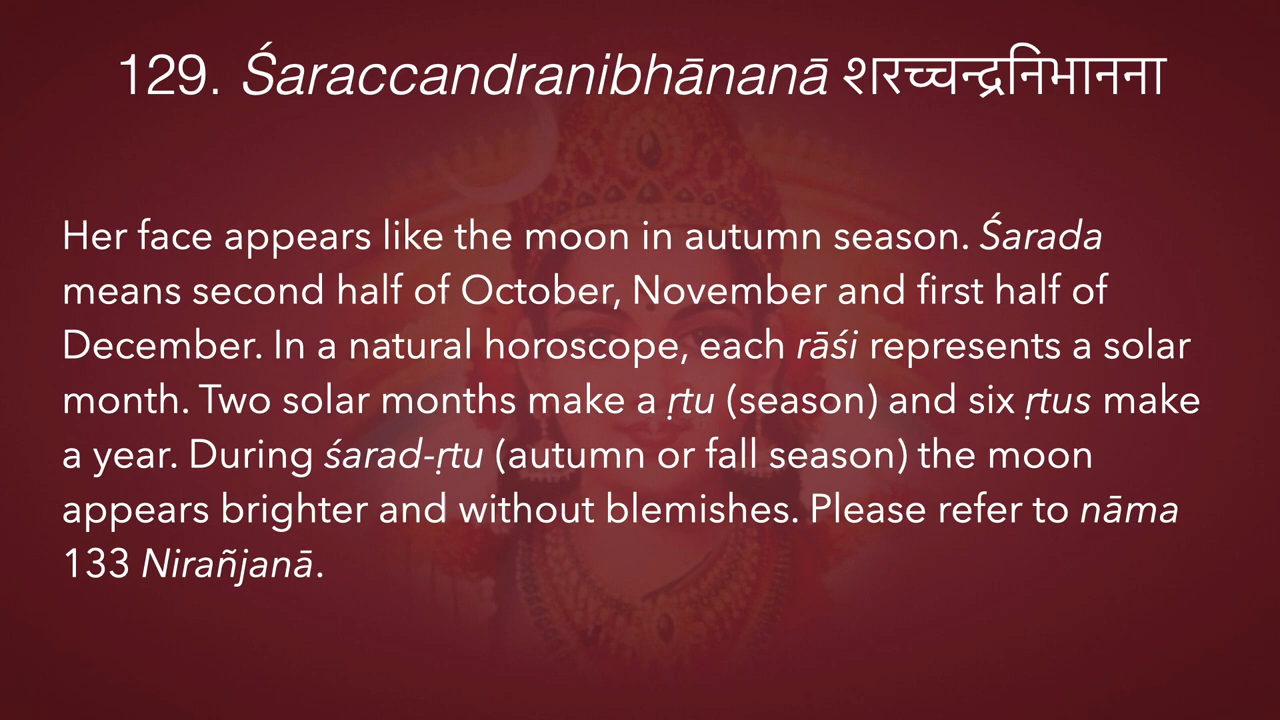 129. Śaraccandranibhānanā शरच्चन्द्रनिभानना
Her face appears like the moon in autumn season. Śarada
means second half of October, November and first half of
December. In a natural horoscope, each rāśi represents a solar
month. Two solar months make a ṛtu (season) and six ṛtus make
a year. During śarad-ṛtu (autumn or fall season) the moon
appears brighter and without blemishes. Please refer to nāma
133 Nirañjanā.